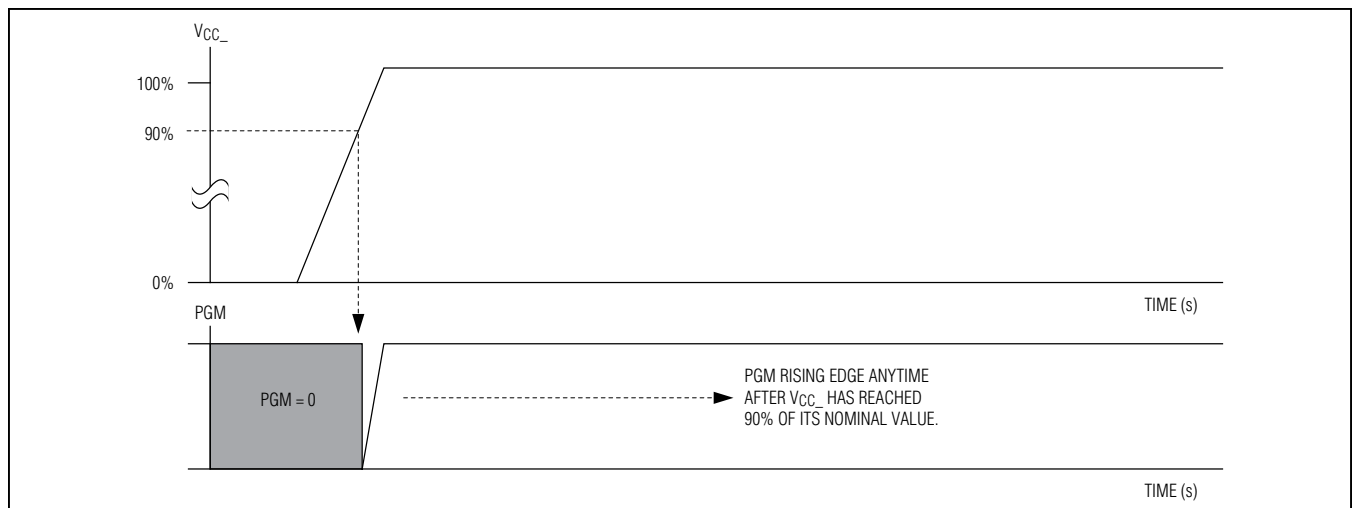 VCC_
100%
90%
0%
TIME (s)
PGM
PGM = 0
PGM RISING EDGE ANYTIME
AFTER VCC_ HAS REACHED
90% OF ITS NOMINAL VALUE.
TIME (s)